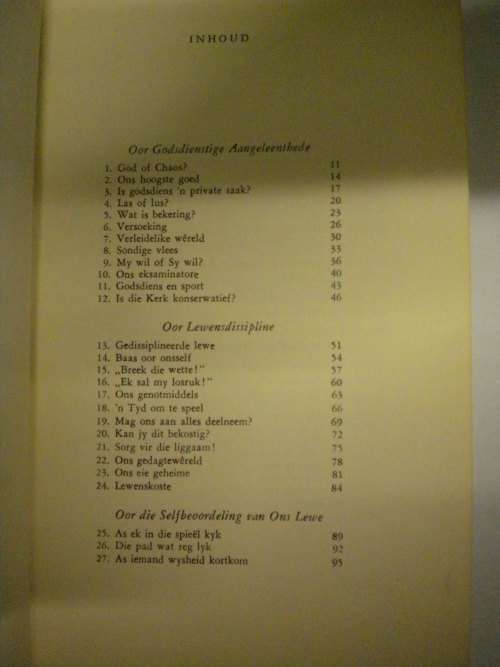 INHOUD
Oor Godsdienstige Aangeleenthede
1. God of Chaos? 11
2. Ons hoogste goed 14
3. Is godsdiens 'n private saak? 17
4. Las of lus? 20
5. Wat is bekering? 23
6. Versoeking 26
7. Verleidelike wêreld 30
8. Sondige vlees 33
9. My wil of Sy wil? 36
10. Ons eksaminatore 40
11. Godsdiens en sport 43
12. Is die Kerk konserwatief? 46
Oor Lewensdissipline
13. Gedissiplineerde lewe 51
14. Baas oor onsself 54
15. „Breek die wette!” 57
16. „Ek sal my losruk!” 60
17. Ons genotmiddels 63
18. 'n Tyd om te speel 66
19. Mag ons aan alles deelneem? 69
20. Kan jy dit bekostig? 72
21. Sorg vir die liggaam! 75
22. Ons gedagtewêreld 78
23. Ons eie geheime 81
24. Lewenskoste 84
Oor die Selfbeoordeling van Ons Lewe
25. As ek in die spieël kyk 89
26. Die pad wat reg lyk 92
27. As iemand wysheid kortkom 95